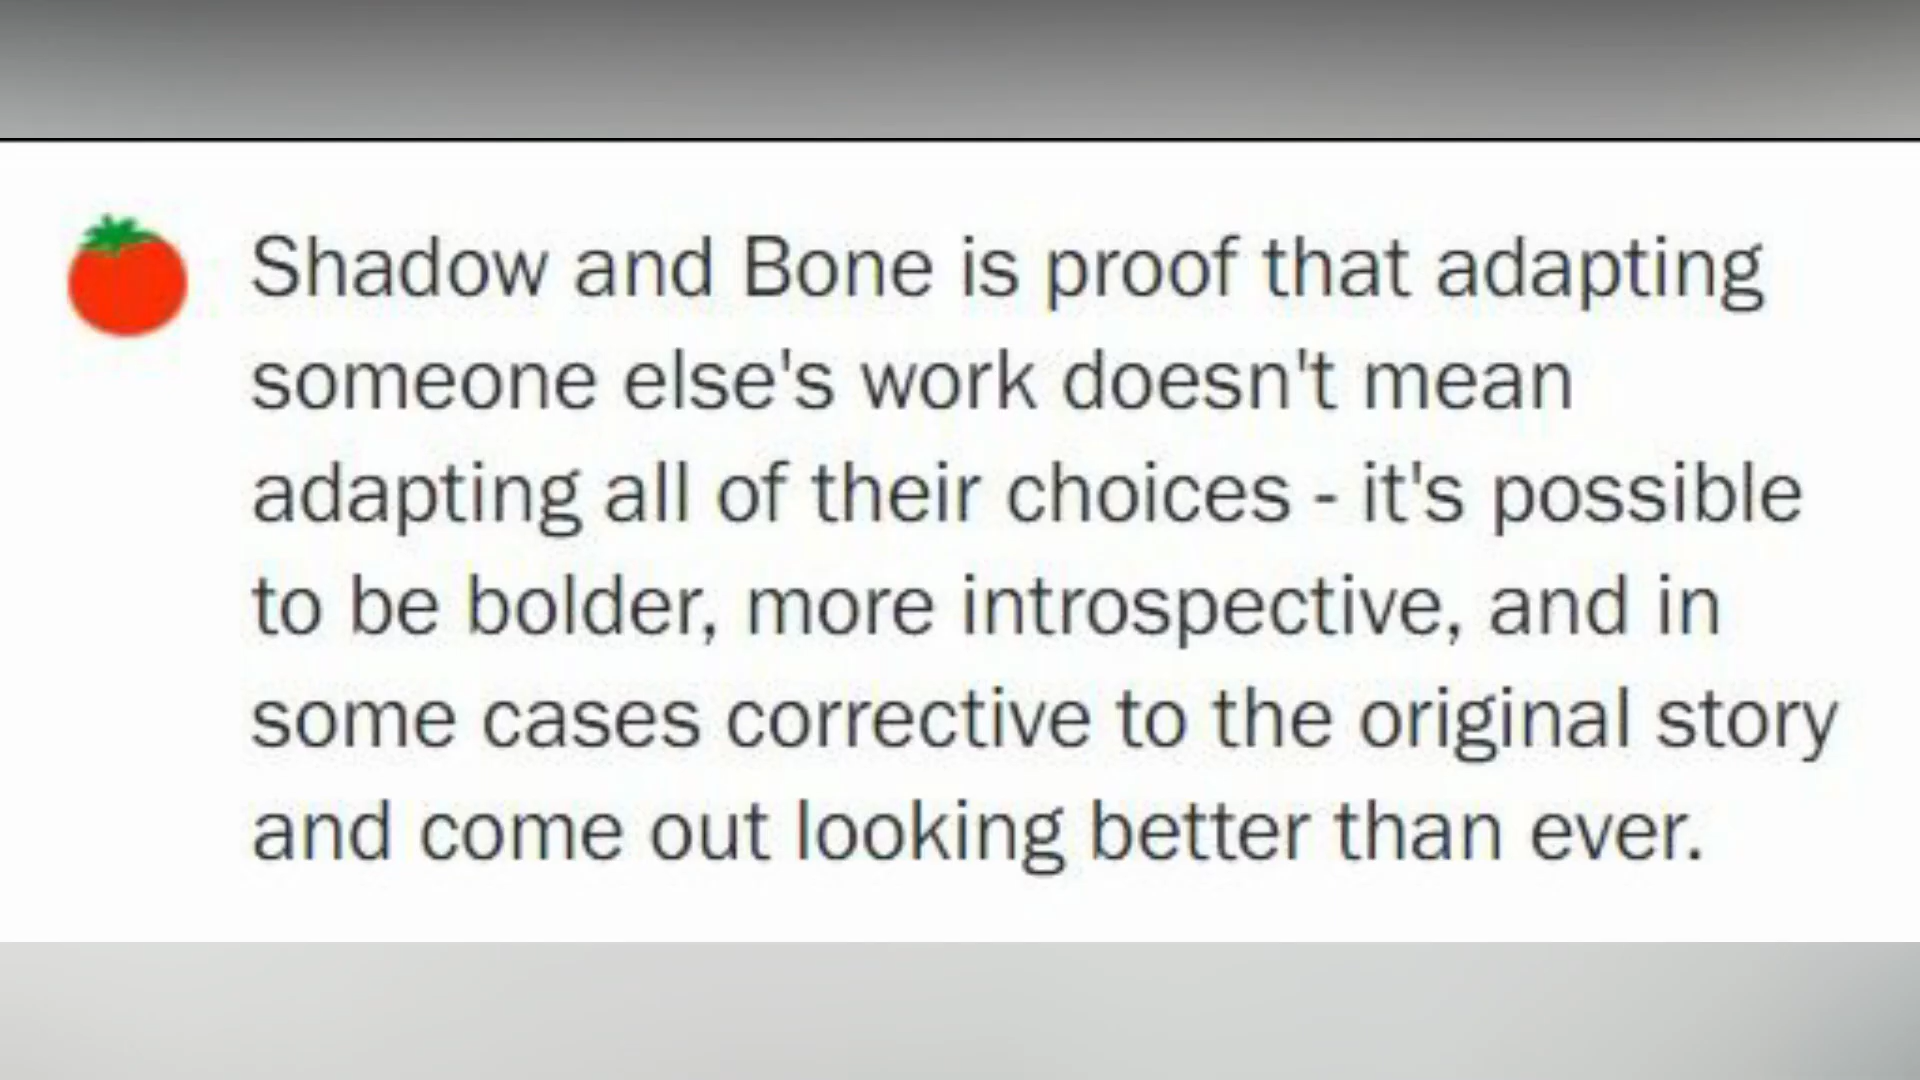 Shadow and Bone is proof that adapting
someone else's work doesn't mean
adapting all of their choices - it's possible
to be bolder, more introspective, and in
some cases corrective to the original story
and come out looking better than ever.